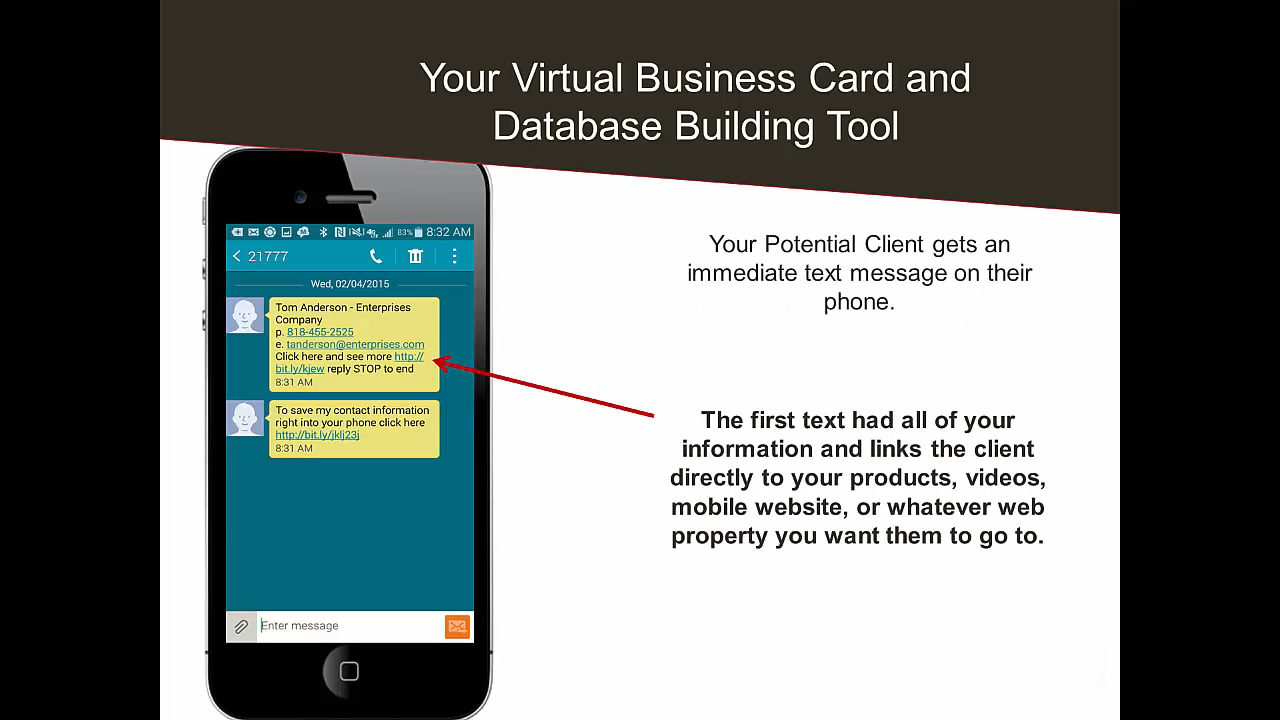 Your Virtual Business Card and
Database Building Tool
83% 8:32 AM
21777
Wed, 02/04/2015
Tom Anderson - Enterprises
Company
p. 818-455-2525
e. tanderson@enterprises.com
Click here and see more http://
bit.ly/kjew reply STOP to end
8:31 AM
To save my contact information
right into your phone click here
http://bit.ly/jklj23j
8:31 AM
Enter message
Your Potential Client gets an
immediate text message on their
phone.
The first text had all of your
information and links the client
directly to your products, videos,
mobile website, or whatever web
property you want them to go to.